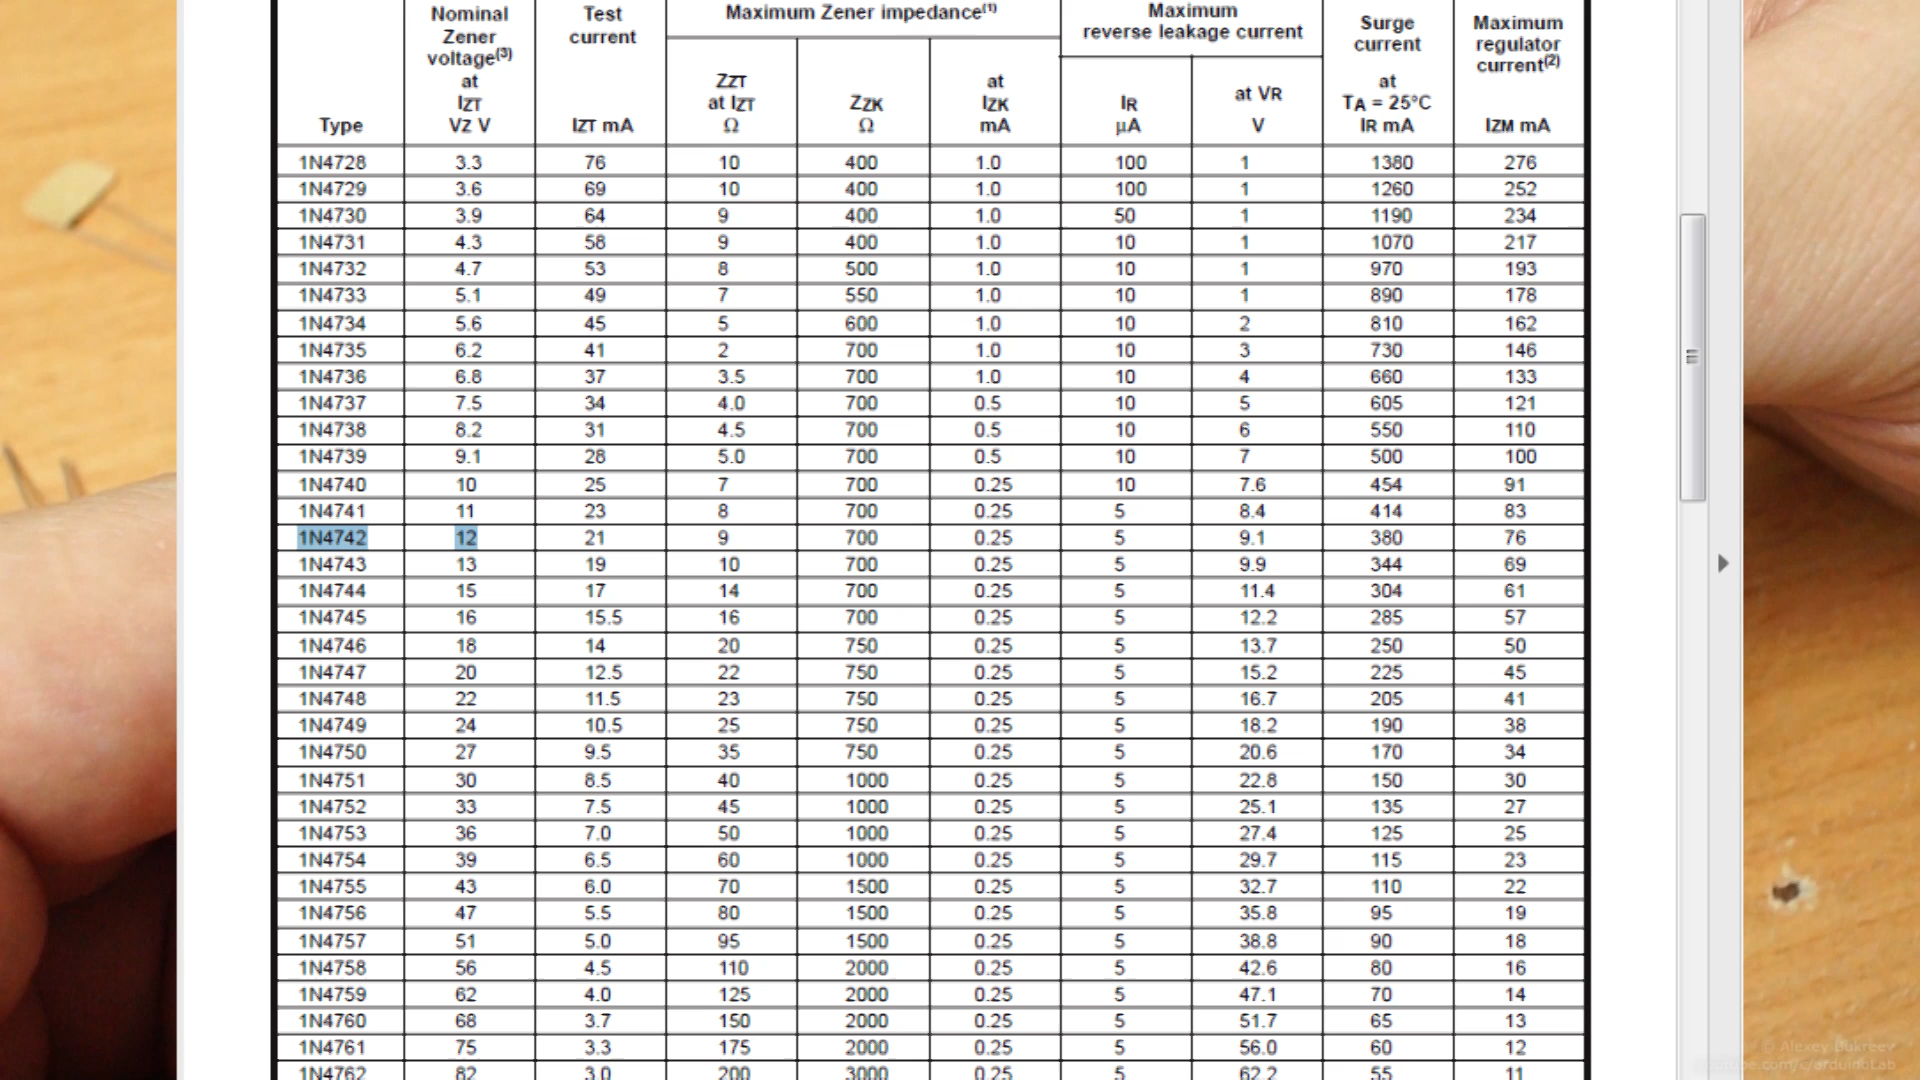 Nominal Zener voltage(3) at IZT VZ V
Test current IZT mA
Maximum Zener impedance(1)
Maximum reverse leakage current
Surge current at TA = 25°C IR mA
Maximum regulator current(2) IZM mA
Type
ZZT at IZT Ω
ZZK Ω
at IZK mA
IR µA
at VR V
1N4728 3.3 76 10 400 1.0 100 1 1380 276
1N4729 3.6 69 10 400 1.0 100 1 1260 252
1N4730 3.9 64 9 400 1.0 50 1 1190 234
1N4731 4.3 58 9 400 1.0 10 1 1070 217
1N4732 4.7 53 8 500 1.0 10 1 970 193
1N4733 5.1 49 7 550 1.0 10 1 890 178
1N4734 5.6 45 5 600 1.0 10 2 810 162
1N4735 6.2 41 2 700 1.0 10 3 730 146
1N4736 6.8 37 3.5 700 1.0 10 4 660 133
1N4737 7.5 34 4.0 700 0.5 10 5 605 121
1N4738 8.2 31 4.5 700 0.5 10 6 550 110
1N4739 9.1 28 5.0 700 0.5 10 7 500 100
1N4740 10 25 7 700 0.25 10 7.6 454 91
1N4741 11 23 8 700 0.25 5 8.4 414 83
1N4742 12 21 9 700 0.25 5 9.1 380 76
1N4743 13 19 10 700 0.25 5 9.9 344 69
1N4744 15 17 14 700 0.25 5 11.4 304 61
1N4745 16 15.5 16 700 0.25 5 12.2 285 57
1N4746 18 14 20 750 0.25 5 13.7 250 50
1N4747 20 12.5 22 750 0.25 5 15.2 225 45
1N4748 22 11.5 23 750 0.25 5 16.7 205 41
1N4749 24 10.5 25 750 0.25 5 18.2 190 38
1N4750 27 9.5 35 750 0.25 5 20.6 170 34
1N4751 30 8.5 40 1000 0.25 5 22.8 150 30
1N4752 33 7.5 45 1000 0.25 5 25.1 135 27
1N4753 36 7.0 50 1000 0.25 5 27.4 125 25
1N4754 39 6.5 60 1000 0.25 5 29.7 115 23
1N4755 43 6.0 70 1500 0.25 5 32.7 110 22
1N4756 47 5.5 80 1500 0.25 5 35.8 95 19
1N4757 51 5.0 95 1500 0.25 5 38.8 90 18
1N4758 56 4.5 110 2000 0.25 5 42.6 80 16
1N4759 62 4.0 125 2000 0.25 5 47.1 70 14
1N4760 68 3.7 150 2000 0.25 5 51.7 65 13
1N4761 75 3.3 175 2000 0.25 5 56.0 60 12
1N4762 82 3.0 200 3000 0.25 5 62.2 55 11
© Alexey Bukreev